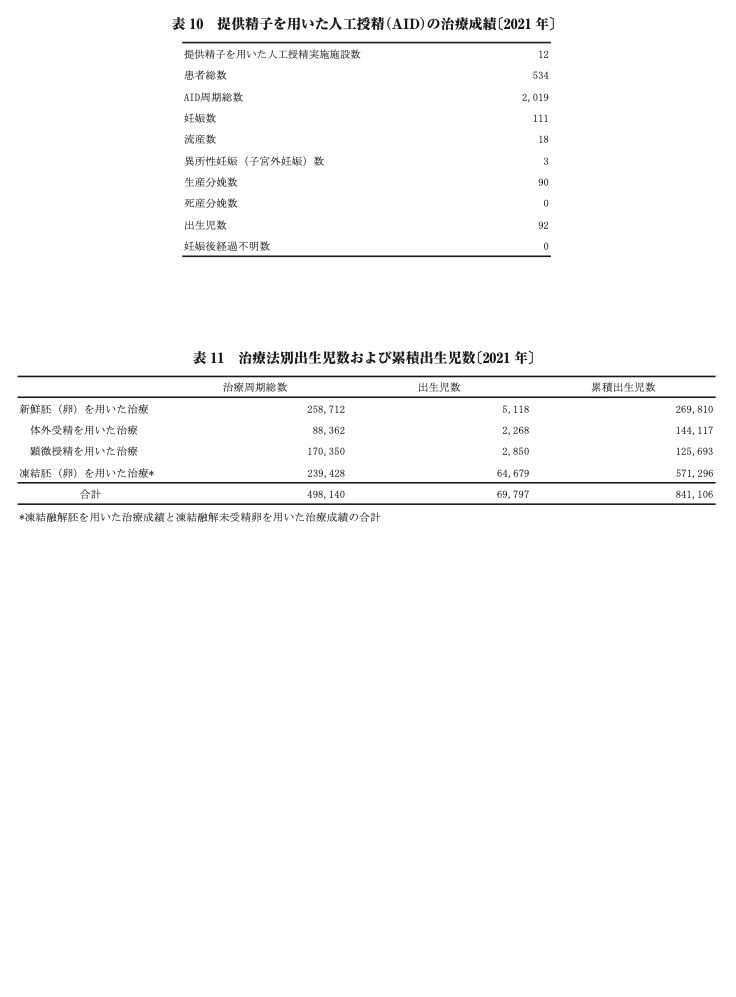 表 10　提供精子を用いた人工授精(AID)の治療成績〔2021 年〕
提供精子を用いた人工授精実施施設数 12
患者総数 534
AID周期総数 2,019
妊娠数 111
流産数 18
異所性妊娠（子宮外妊娠）数 3
生産分娩数 90
死産分娩数 0
出生児数 92
妊娠後経過不明数 0
表 11　治療法別出生児数および累積出生児数〔2021 年〕
治療周期総数 出生児数 累積出生児数
新鮮胚（卵）を用いた治療 258,712 5,118 269,810
体外受精を用いた治療 88,362 2,268 144,117
顕微授精を用いた治療 170,350 2,850 125,693
凍結胚（卵）を用いた治療* 239,428 64,679 571,296
合計 498,140 69,797 841,106
*凍結融解胚を用いた治療成績と凍結融解未受精卵を用いた治療成績の合計